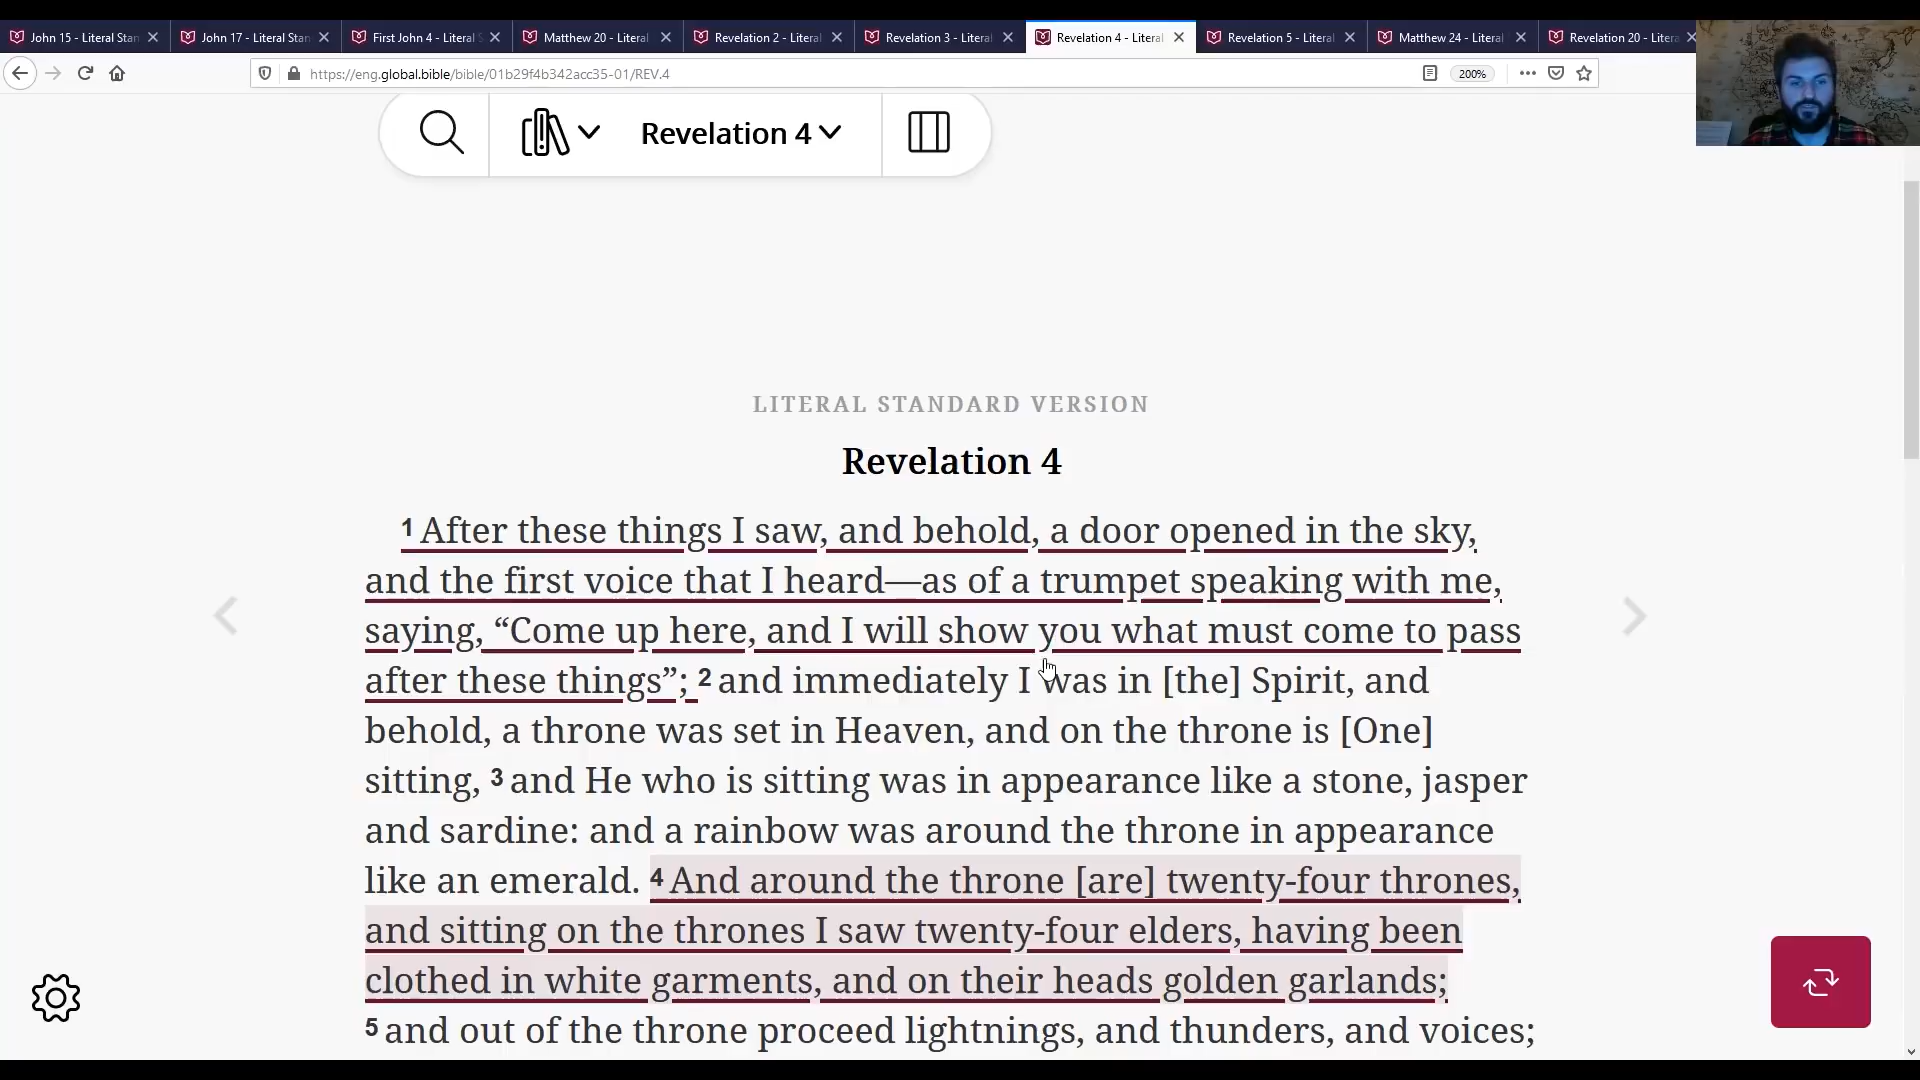 John 15 - Literal Stan
John 17 - Literal Stan
First John 4 - Literal S
Matthew 20 - Literal
Revelation 2 - Literal
Revelation 3 - Literal
Revelation 4 - Literal
Revelation 5 - Literal
Matthew 24 - Literal
Revelation 20 - Litera
https://eng.global.bible/bible/01b29f4b342acc35-01/REV.4
200%
Revelation 4
LITERAL STANDARD VERSION
Revelation 4
1 After these things I saw, and behold, a door opened in the sky,
and the first voice that I heard—as of a trumpet speaking with me,
saying, “Come up here, and I will show you what must come to pass
after these things”; 2 and immediately I was in [the] Spirit, and
behold, a throne was set in Heaven, and on the throne is [One]
sitting, 3 and He who is sitting was in appearance like a stone, jasper
and sardine: and a rainbow was around the throne in appearance
like an emerald. 4 And around the throne [are] twenty-four thrones,
and sitting on the thrones I saw twenty-four elders, having been
clothed in white garments, and on their heads golden garlands;
5 and out of the throne proceed lightnings, and thunders, and voices;